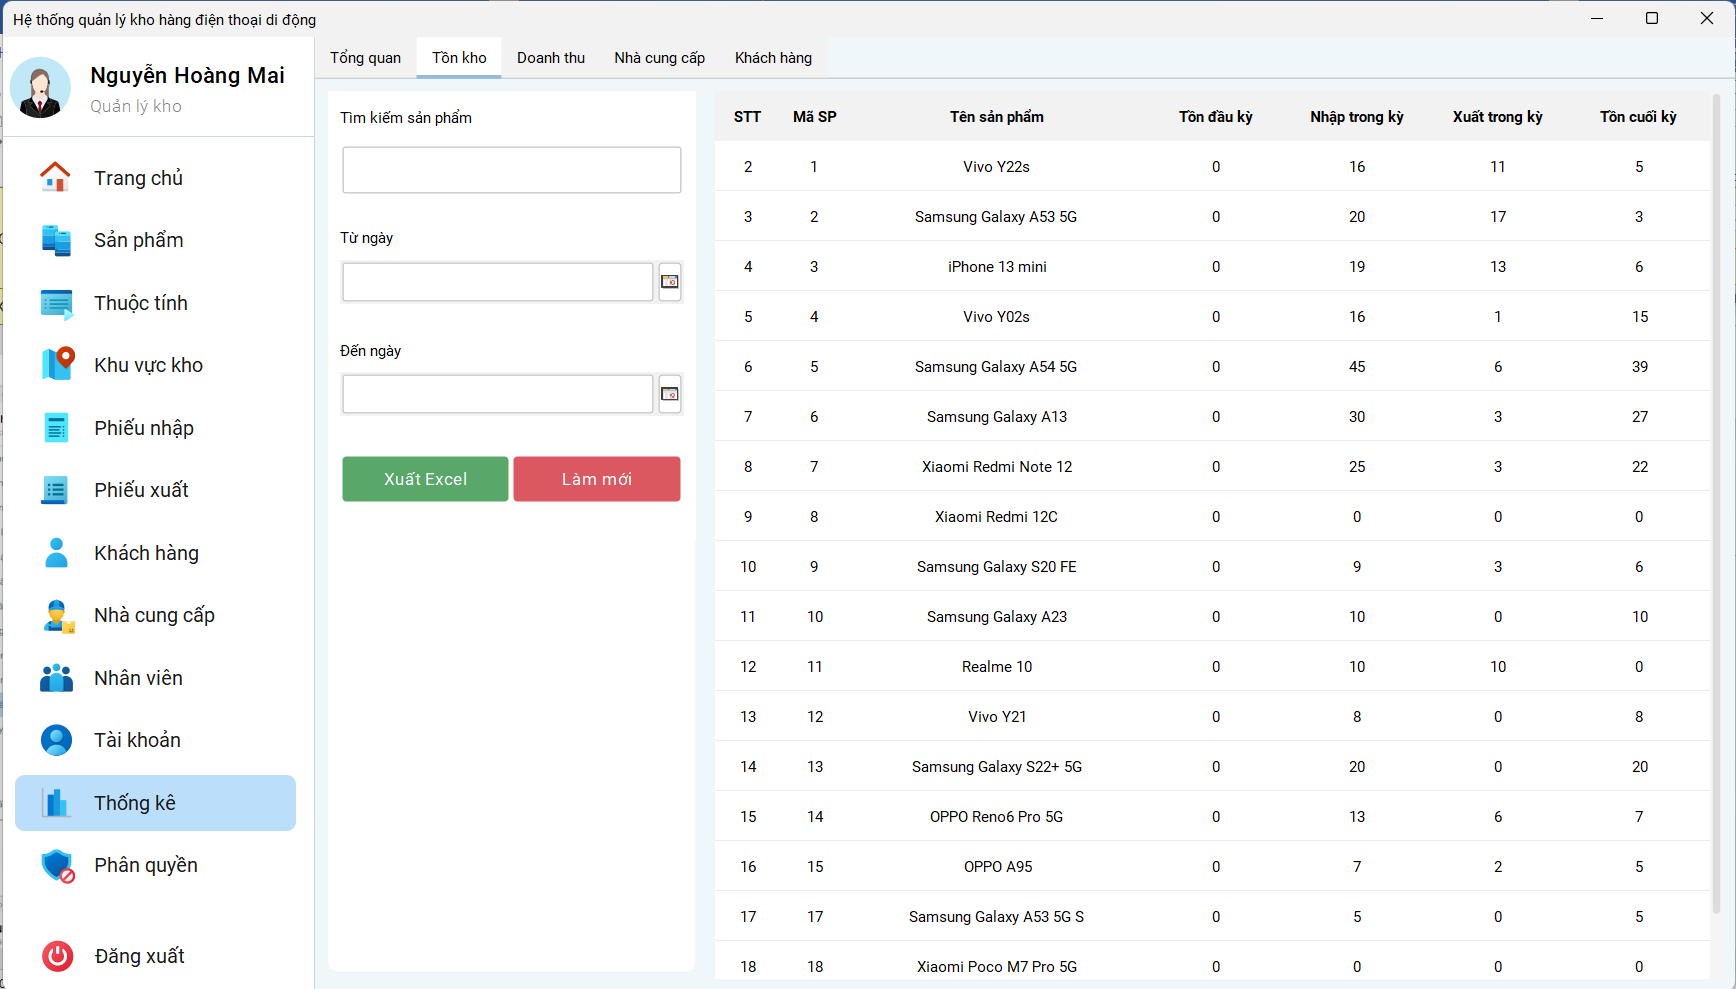 Hệ thống quản lý kho hàng điện thoại di động
Nguyễn Hoàng Mai
Quản lý kho
Trang chủ
Sản phẩm
Thuộc tính
Khu vực kho
Phiếu nhập
Phiếu xuất
Khách hàng
Nhà cung cấp
Nhân viên
Tài khoản
Thống kê
Phân quyền
Đăng xuất
Tổng quan Tồn kho Doanh thu Nhà cung cấp Khách hàng
Tìm kiếm sản phẩm
Từ ngày
Đến ngày
Xuất Excel Làm mới
STT Mã SP Tên sản phẩm Tồn đầu kỳ Nhập trong kỳ Xuất trong kỳ Tồn cuối kỳ
2 1 Vivo Y22s 0 16 11 5
3 2 Samsung Galaxy A53 5G 0 20 17 3
4 3 iPhone 13 mini 0 19 13 6
5 4 Vivo Y02s 0 16 1 15
6 5 Samsung Galaxy A54 5G 0 45 6 39
7 6 Samsung Galaxy A13 0 30 3 27
8 7 Xiaomi Redmi Note 12 0 25 3 22
9 8 Xiaomi Redmi 12C 0 0 0 0
10 9 Samsung Galaxy S20 FE 0 9 3 6
11 10 Samsung Galaxy A23 0 10 0 10
12 11 Realme 10 0 10 10 0
13 12 Vivo Y21 0 8 0 8
14 13 Samsung Galaxy S22+ 5G 0 20 0 20
15 14 OPPO Reno6 Pro 5G 0 13 6 7
16 15 OPPO A95 0 7 2 5
17 17 Samsung Galaxy A53 5G S 0 5 0 5
18 18 Xiaomi Poco M7 Pro 5G 0 0 0 0